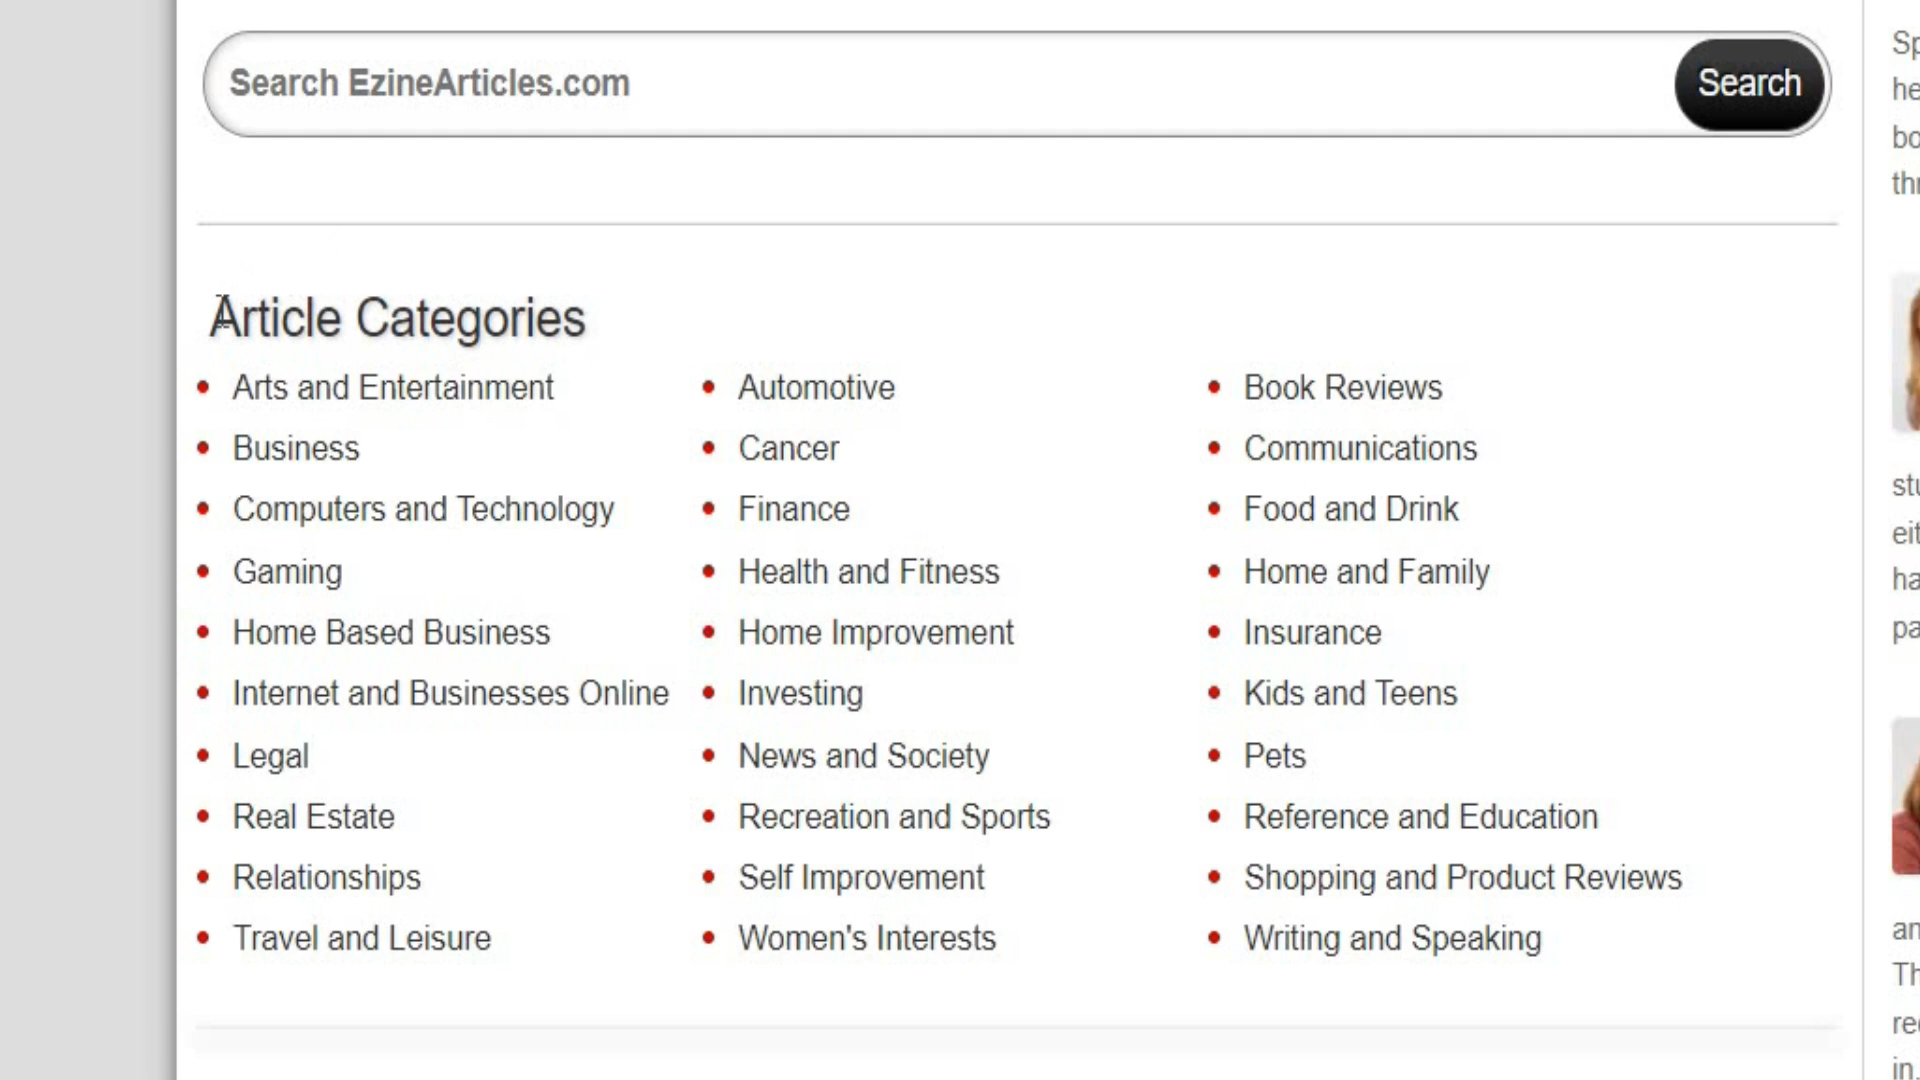 Search EzineArticles.com
Search
Article Categories
Arts and Entertainment
Automotive
Book Reviews
Business
Cancer
Communications
Computers and Technology
Finance
Food and Drink
Gaming
Health and Fitness
Home and Family
Home Based Business
Home Improvement
Insurance
Internet and Businesses Online
Investing
Kids and Teens
Legal
News and Society
Pets
Real Estate
Recreation and Sports
Reference and Education
Relationships
Self Improvement
Shopping and Product Reviews
Travel and Leisure
Women's Interests
Writing and Speaking